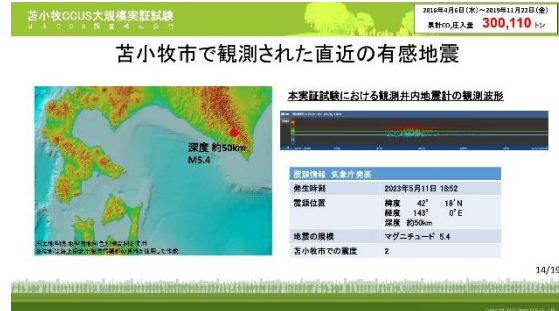 苫小牧CCUS大規模実証試験
2016年4月6日(水)~2019年11月22日(金)
累計CO₂圧入量 300,110 トン
苫小牧市で観測された直近の有感地震
本実証試験における観測井内地震計の観測波形
深度 約50km
M5.4
震源情報 気象庁発表
発生時刻 2023年5月11日 18:52
震源位置 緯度 42° 18'N
経度 143° 0'E
深度 約50km
地震の規模 マグニチュード 5.4
苫小牧市での震度 2
14/19